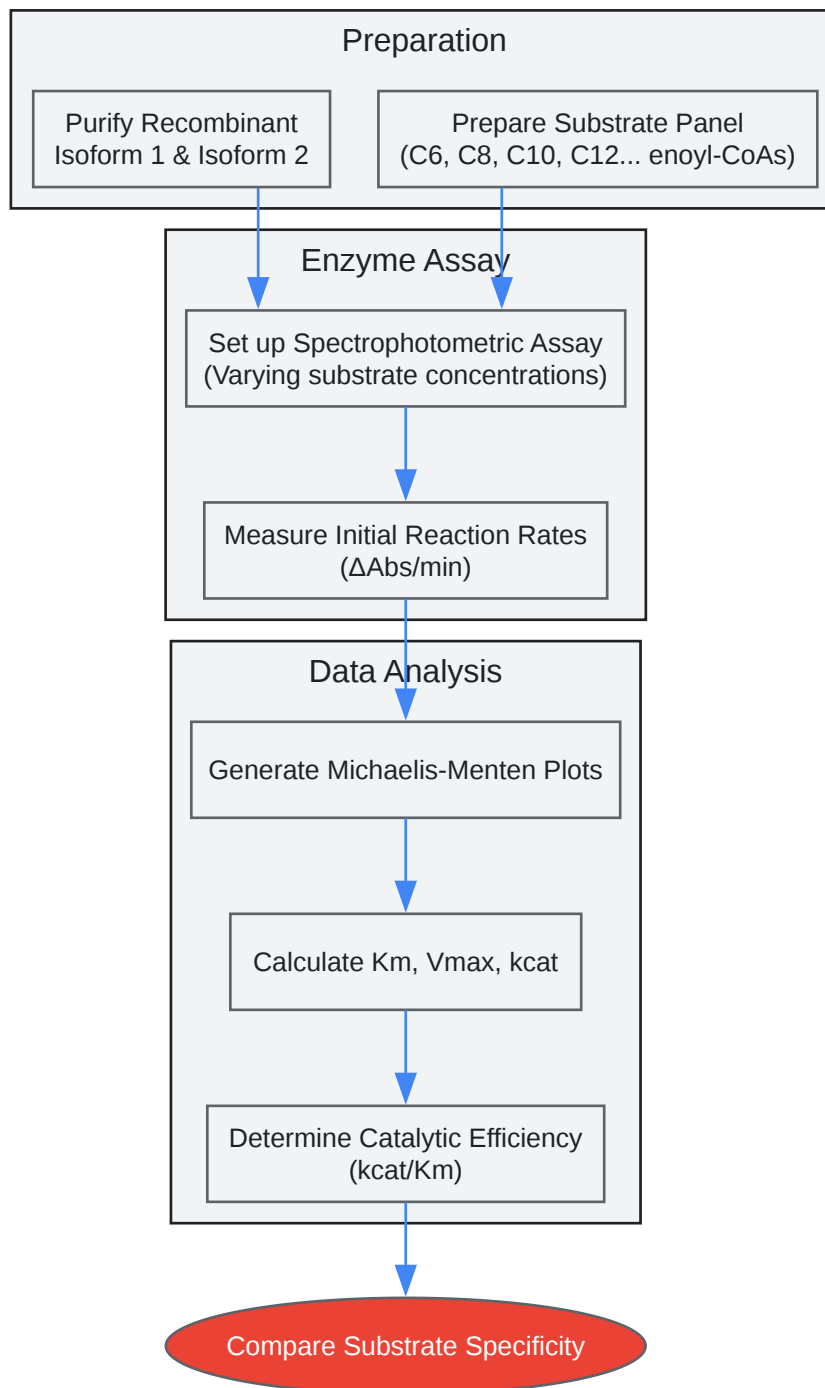 Preparation
Purify Recombinant
Isoform 1 & Isoform 2
Prepare Substrate Panel
(C6, C8, C10, C12... enoyl-CoAs)
Enzyme Assay
Set up Spectrophotometric Assay
(Varying substrate concentrations)
Measure Initial Reaction Rates
(ΔAbs/min)
Data Analysis
Generate Michaelis-Menten Plots
Calculate Km, Vmax, kcat
Determine Catalytic Efficiency
(kcat/Km)
Compare Substrate Specificity